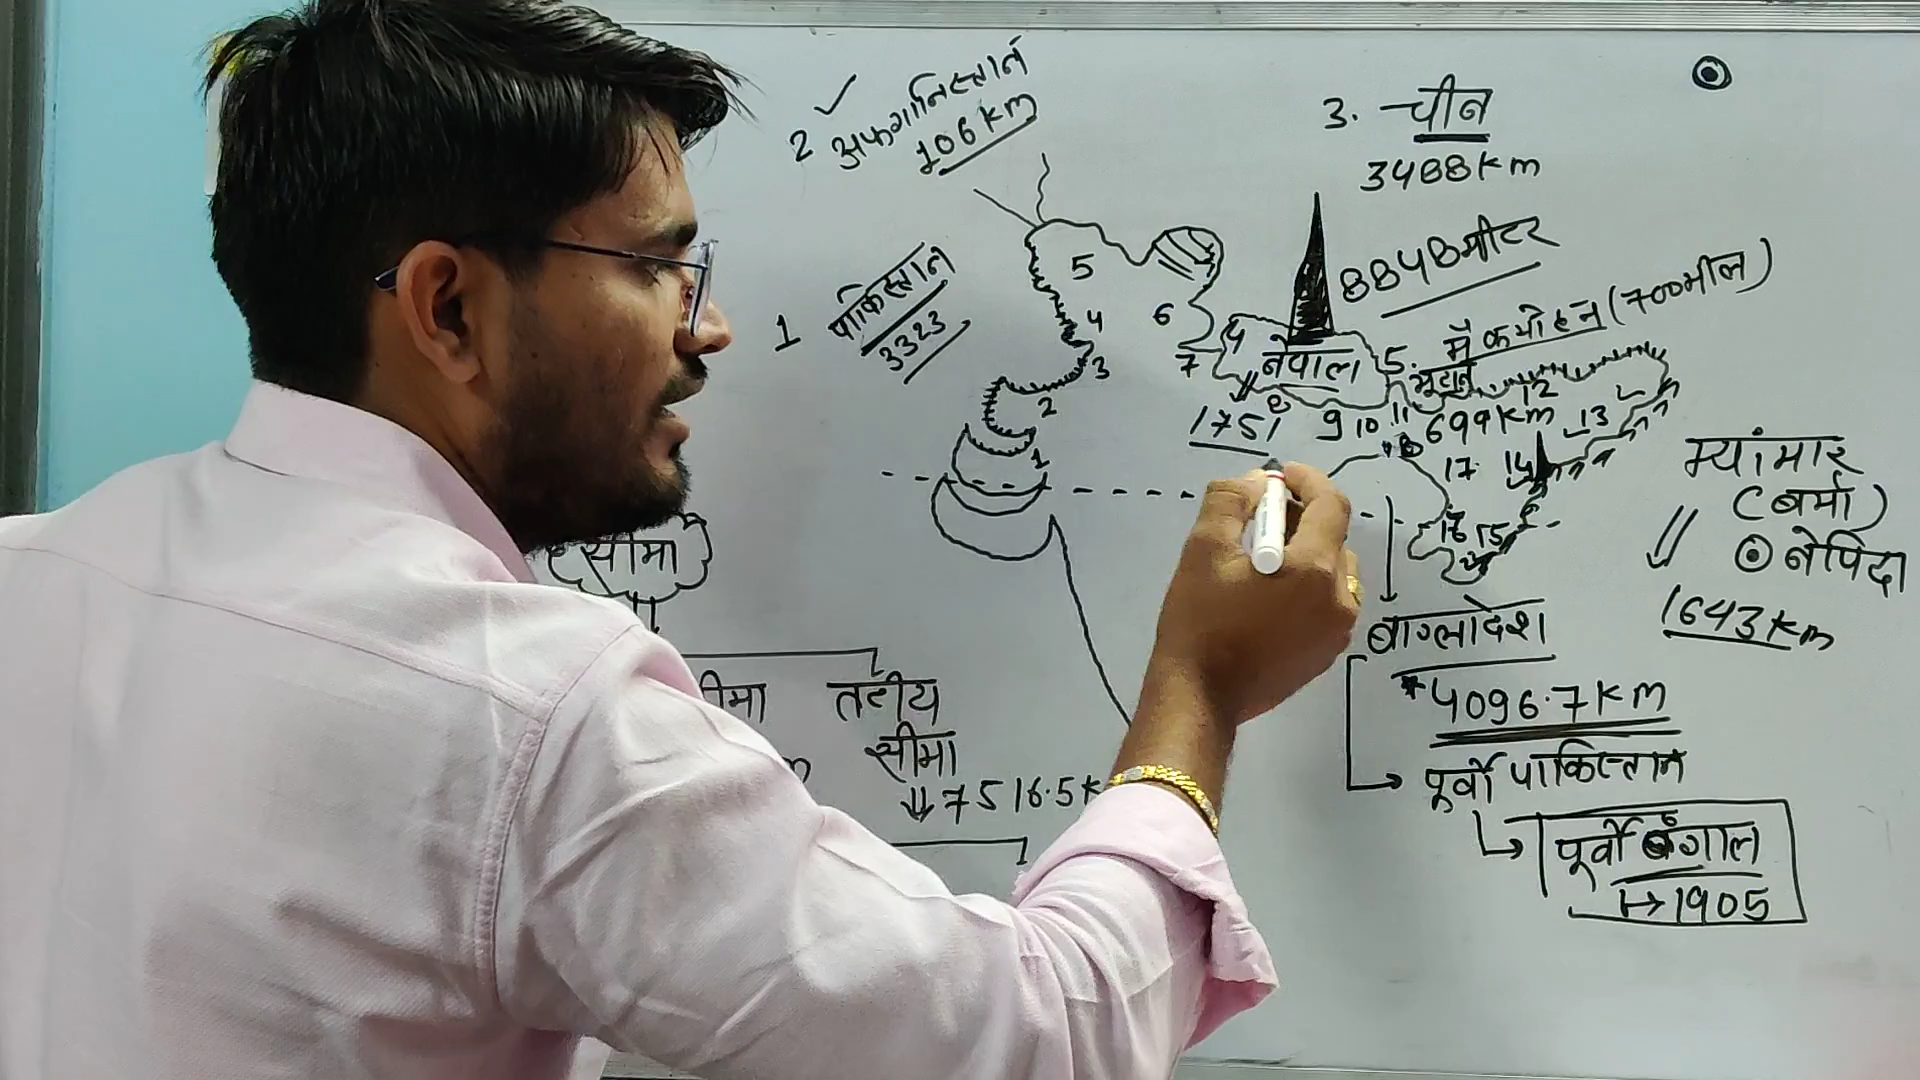 2 अफगानिस्तान
106 km
3. चीन
3488 km
1 पाकिस्तान
3323
8848 मीटर
मैकमोहन (700 मील)
5
4
3
2
1
6
7
4
नेपाल
5.
भूटान
1751
8
9
10
11
12
699 km
13
17
14
16
15
म्यांमार
(बर्मा)
नेपिदा
1643 km
सीमा
बाग्लादेश
4096.7 km
पूर्वी पाकिस्तान
पूर्वी बंगाल
1905
तटीय
सीमा
7516.5